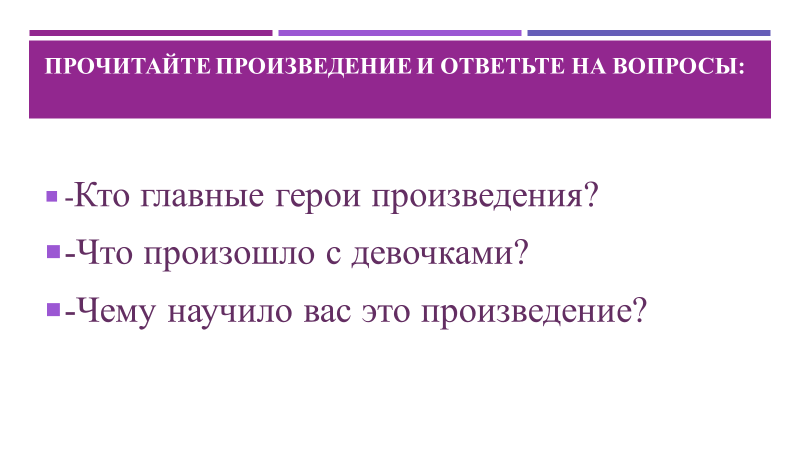 ПРОЧИТАЙТЕ ПРОИЗВЕДЕНИЕ И ОТВЕТЬТЕ НА ВОПРОСЫ:
-Кто главные герои произведения?
-Что произошло с девочками?
-Чему научило вас это произведение?